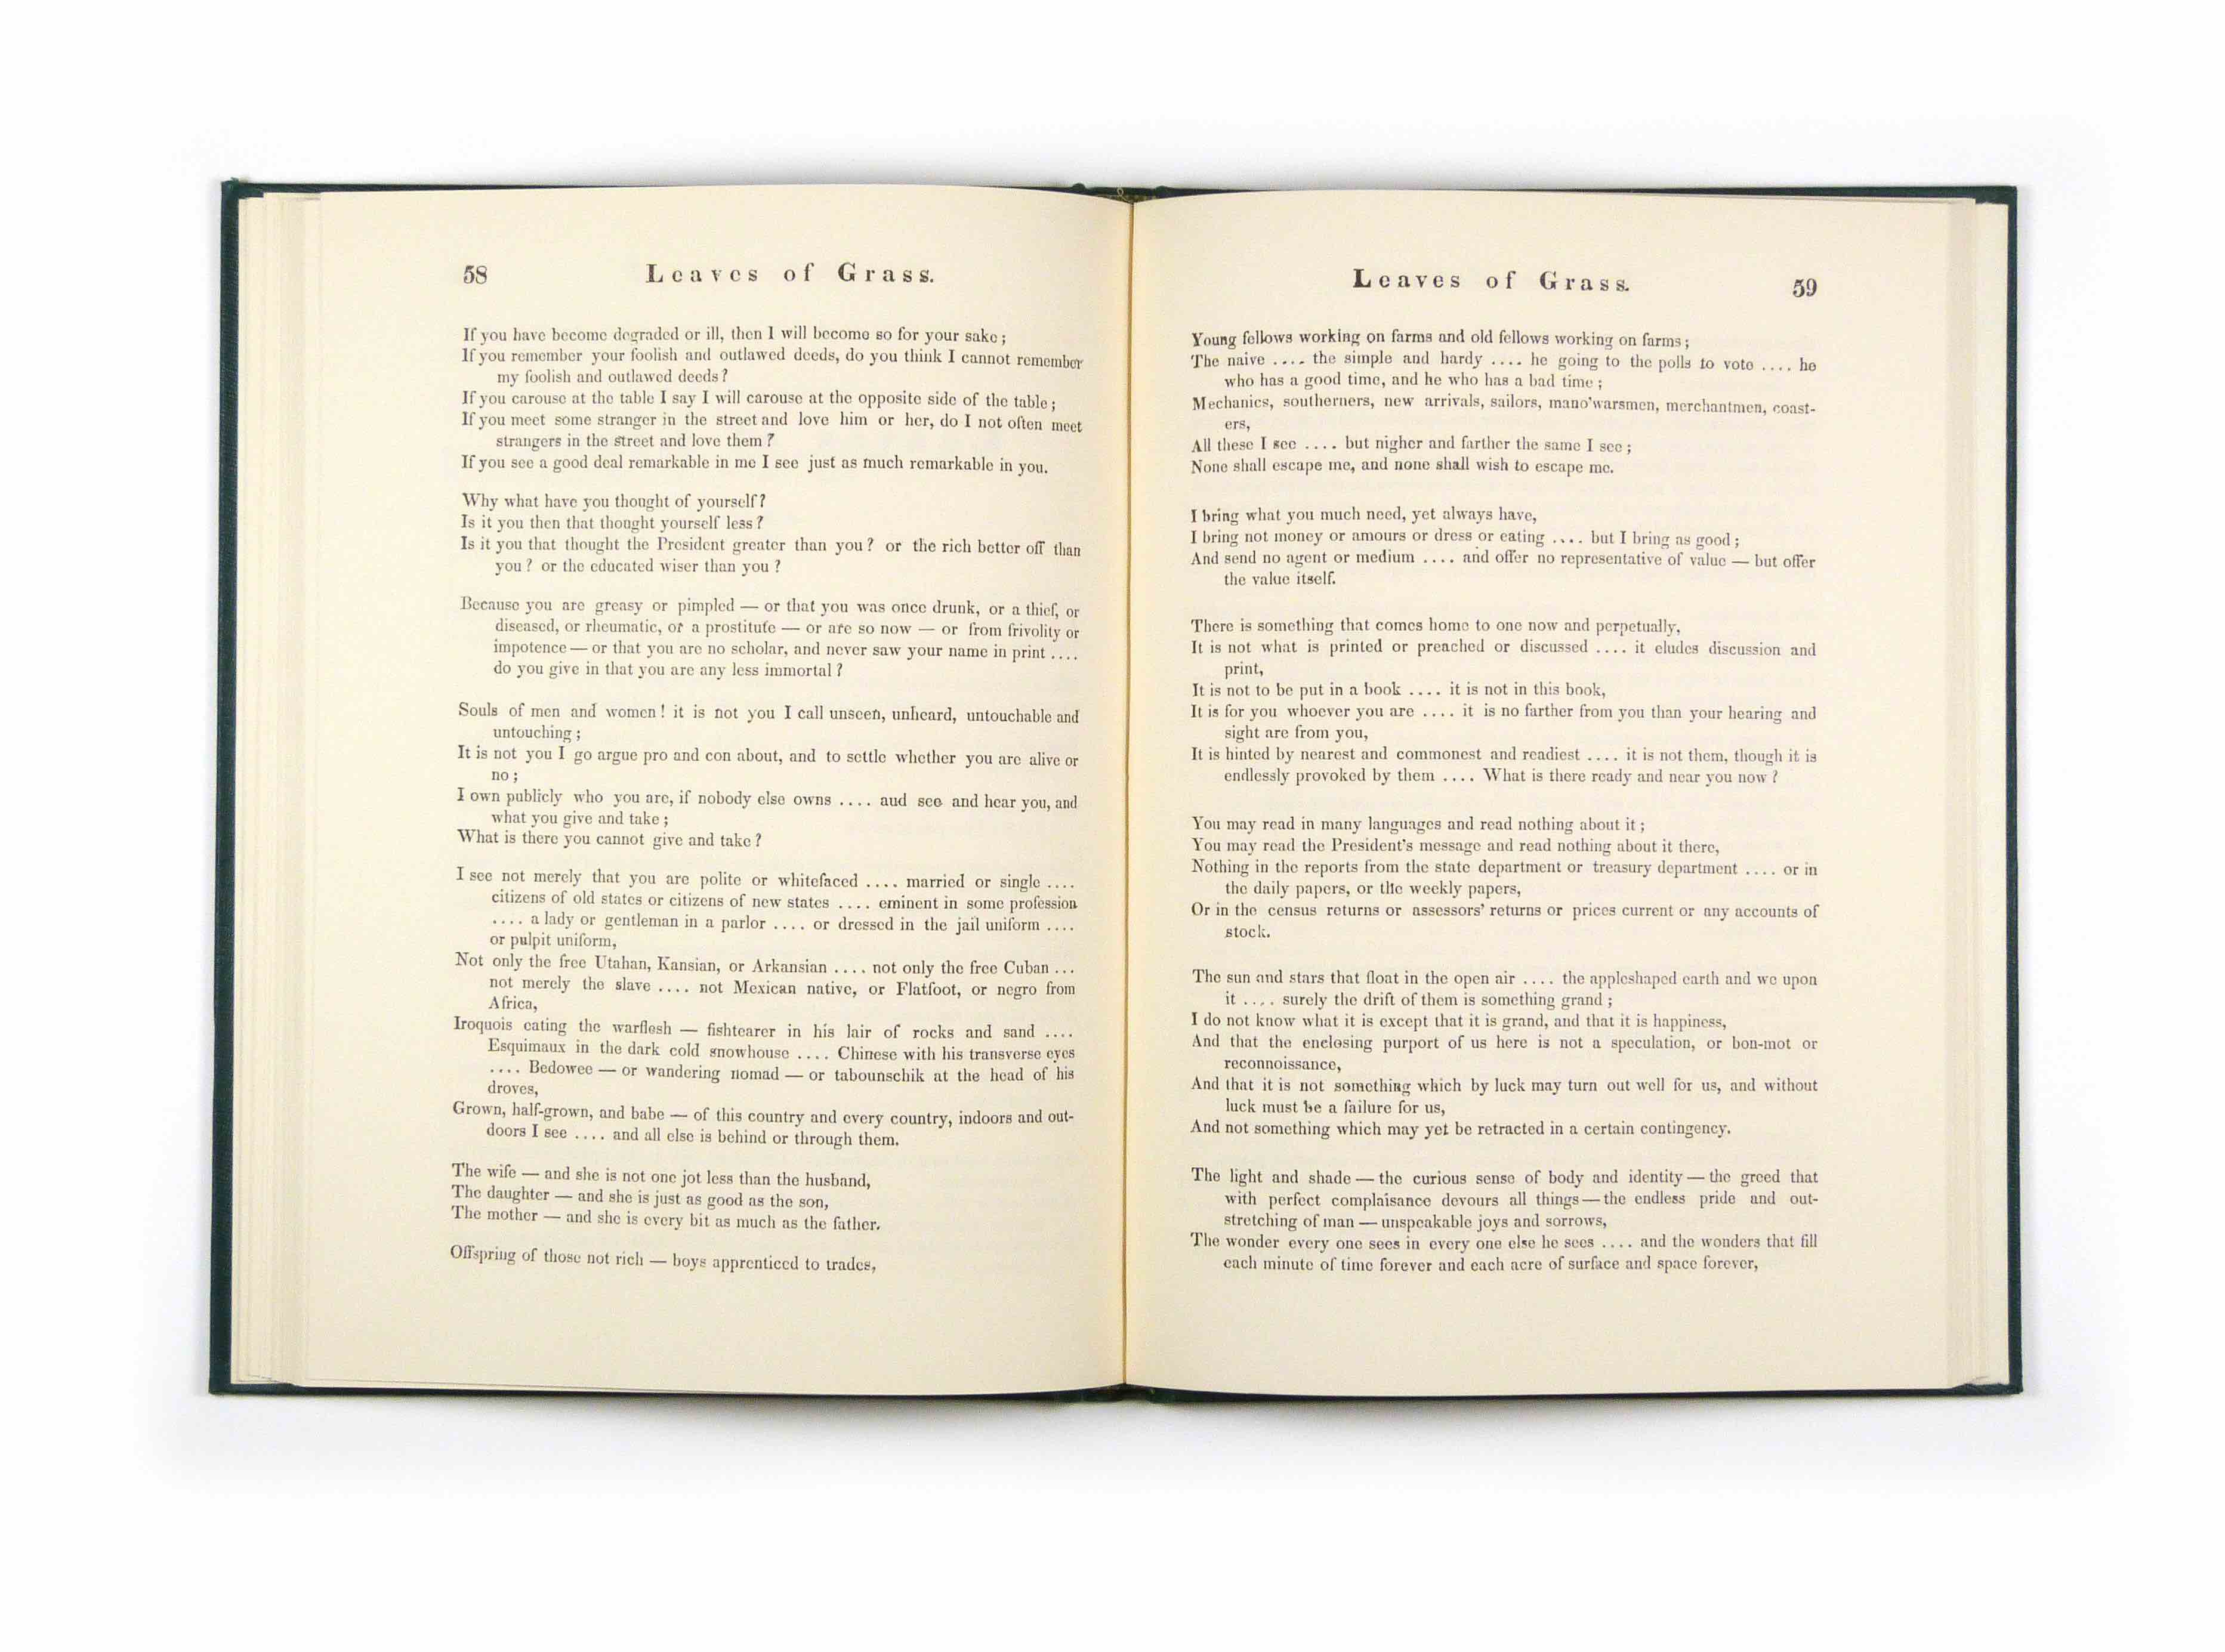 58 Leaves of Grass.
If you have become degraded or ill, then I will become so for your sake ;
If you remember your foolish and outlawed deeds, do you think I cannot remember
my foolish and outlawed deeds ?
If you carouse at the table I say I will carouse at the opposite side of the table ;
If you meet some stranger in the street and love him or her, do I not often meet
strangers in the street and love them ?
If you see a good deal remarkable in me I see just as much remarkable in you.
Why what have you thought of yourself ?
Is it you then that thought yourself less ?
Is it you that thought the President greater than you ? or the rich better off than
you ? or the educated wiser than you ?
Because you are greasy or pimpled — or that you was once drunk, or a thief, or
diseased, or rheumatic, or a prostitute — or are so now — or from frivolity or
impotence — or that you are no scholar, and never saw your name in print ....
do you give in that you are any less immortal ?
Souls of men and women ! it is not you I call unseen, unheard, untouchable and
untouching ;
It is not you I go argue pro and con about, and to settle whether you are alive or
no ;
I own publicly who you are, if nobody else owns .... aud see and hear you, and
what you give and take ;
What is there you cannot give and take ?
I see not merely that you are polite or whitefaced .... married or single ....
citizens of old states or citizens of new states .... eminent in some profession
.... a lady or gentleman in a parlor .... or dressed in the jail uniform ....
or pulpit uniform,
Not only the free Utahan, Kansian, or Arkansian .... not only the free Cuban ...
not merely the slave .... not Mexican native, or Flatfoot, or negro from
Africa,
Iroquois eating the warflesh — fishtearer in his lair of rocks and sand ....
Esquimaux in the dark cold snowhouse .... Chinese with his transverse eyes
.... Bedowee — or wandering nomad — or tabounschik at the head of his
droves,
Grown, half-grown, and babe — of this country and every country, indoors and out-
doors I see .... and all else is behind or through them.
The wife — and she is not one jot less than the husband,
The daughter — and she is just as good as the son,
The mother — and she is every bit as much as the father.
Offspring of those not rich — boys apprenticed to trades,
Leaves of Grass. 59
Young fellows working on farms and old fellows working on farms ;
The naive .... the simple and hardy .... he going to the polls to vote .... he
who has a good time, and he who has a bad time ;
Mechanics, southerners, new arrivals, sailors, mano'warsmen, merchantmen, coast-
ers,
All these I see .... but nigher and farther the same I see ;
None shall escape me, and none shall wish to escape me.
I bring what you much need, yet always have,
I bring not money or amours or dress or eating .... but I bring as good ;
And send no agent or medium .... and offer no representative of value — but offer
the value itself.
There is something that comes home to one now and perpetually,
It is not what is printed or preached or discussed .... it eludes discussion and
print,
It is not to be put in a book .... it is not in this book,
It is for you whoever you are .... it is no farther from you than your hearing and
sight are from you,
It is hinted by nearest and commonest and readiest .... it is not them, though it is
endlessly provoked by them .... What is there ready and near you now ?
You may read in many languages and read nothing about it ;
You may read the President's message and read nothing about it there,
Nothing in the reports from the state department or treasury department .... or in
the daily papers, or the weekly papers,
Or in the census returns or assessors' returns or prices current or any accounts of
stock.
The sun and stars that float in the open air .... the appleshaped earth and we upon
it .... surely the drift of them is something grand ;
I do not know what it is except that it is grand, and that it is happiness,
And that the enclosing purport of us here is not a speculation, or bon-mot or
reconnoissance,
And that it is not something which by luck may turn out well for us, and without
luck must be a failure for us,
And not something which may yet be retracted in a certain contingency.
The light and shade — the curious sense of body and identity — the greed that
with perfect complaisance devours all things — the endless pride and out-
stretching of man — unspeakable joys and sorrows,
The wonder every one sees in every one else he sees .... and the wonders that fill
each minute of time forever and each acre of surface and space forever,